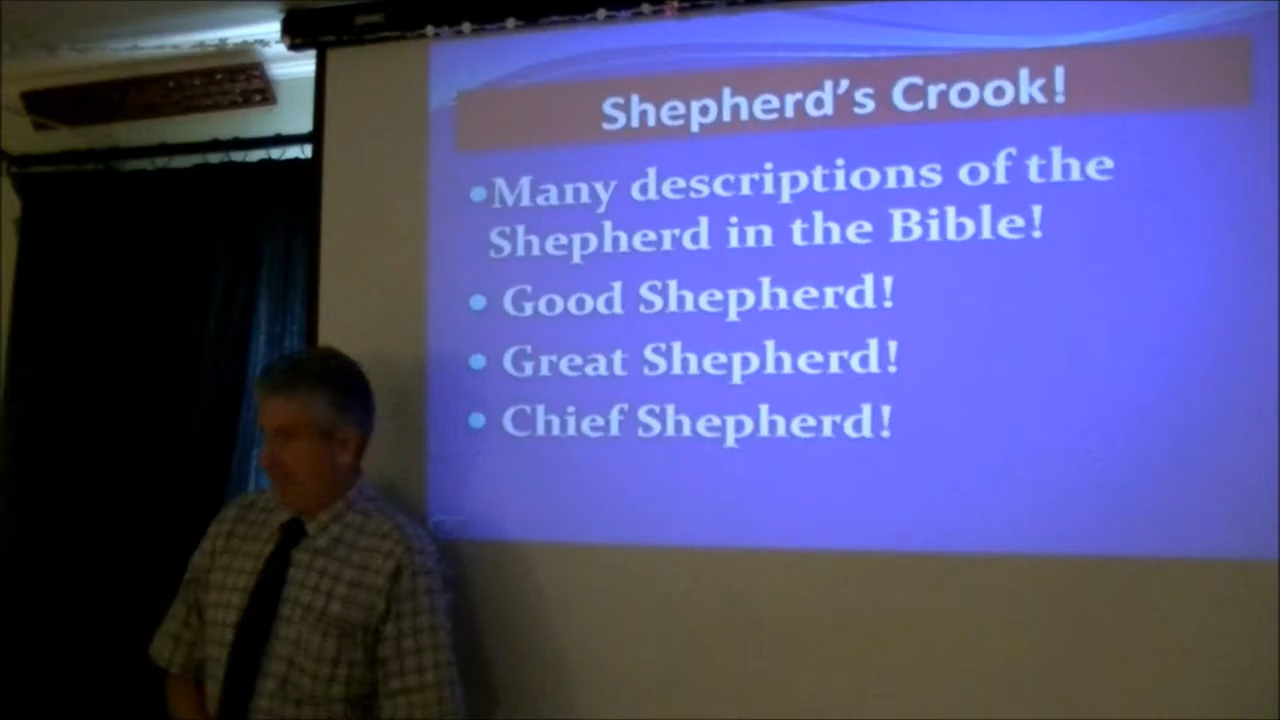 Shepherd's Crook!
•Many descriptions of the
Shepherd in the Bible!
• Good Shepherd!
• Great Shepherd!
• Chief Shepherd!